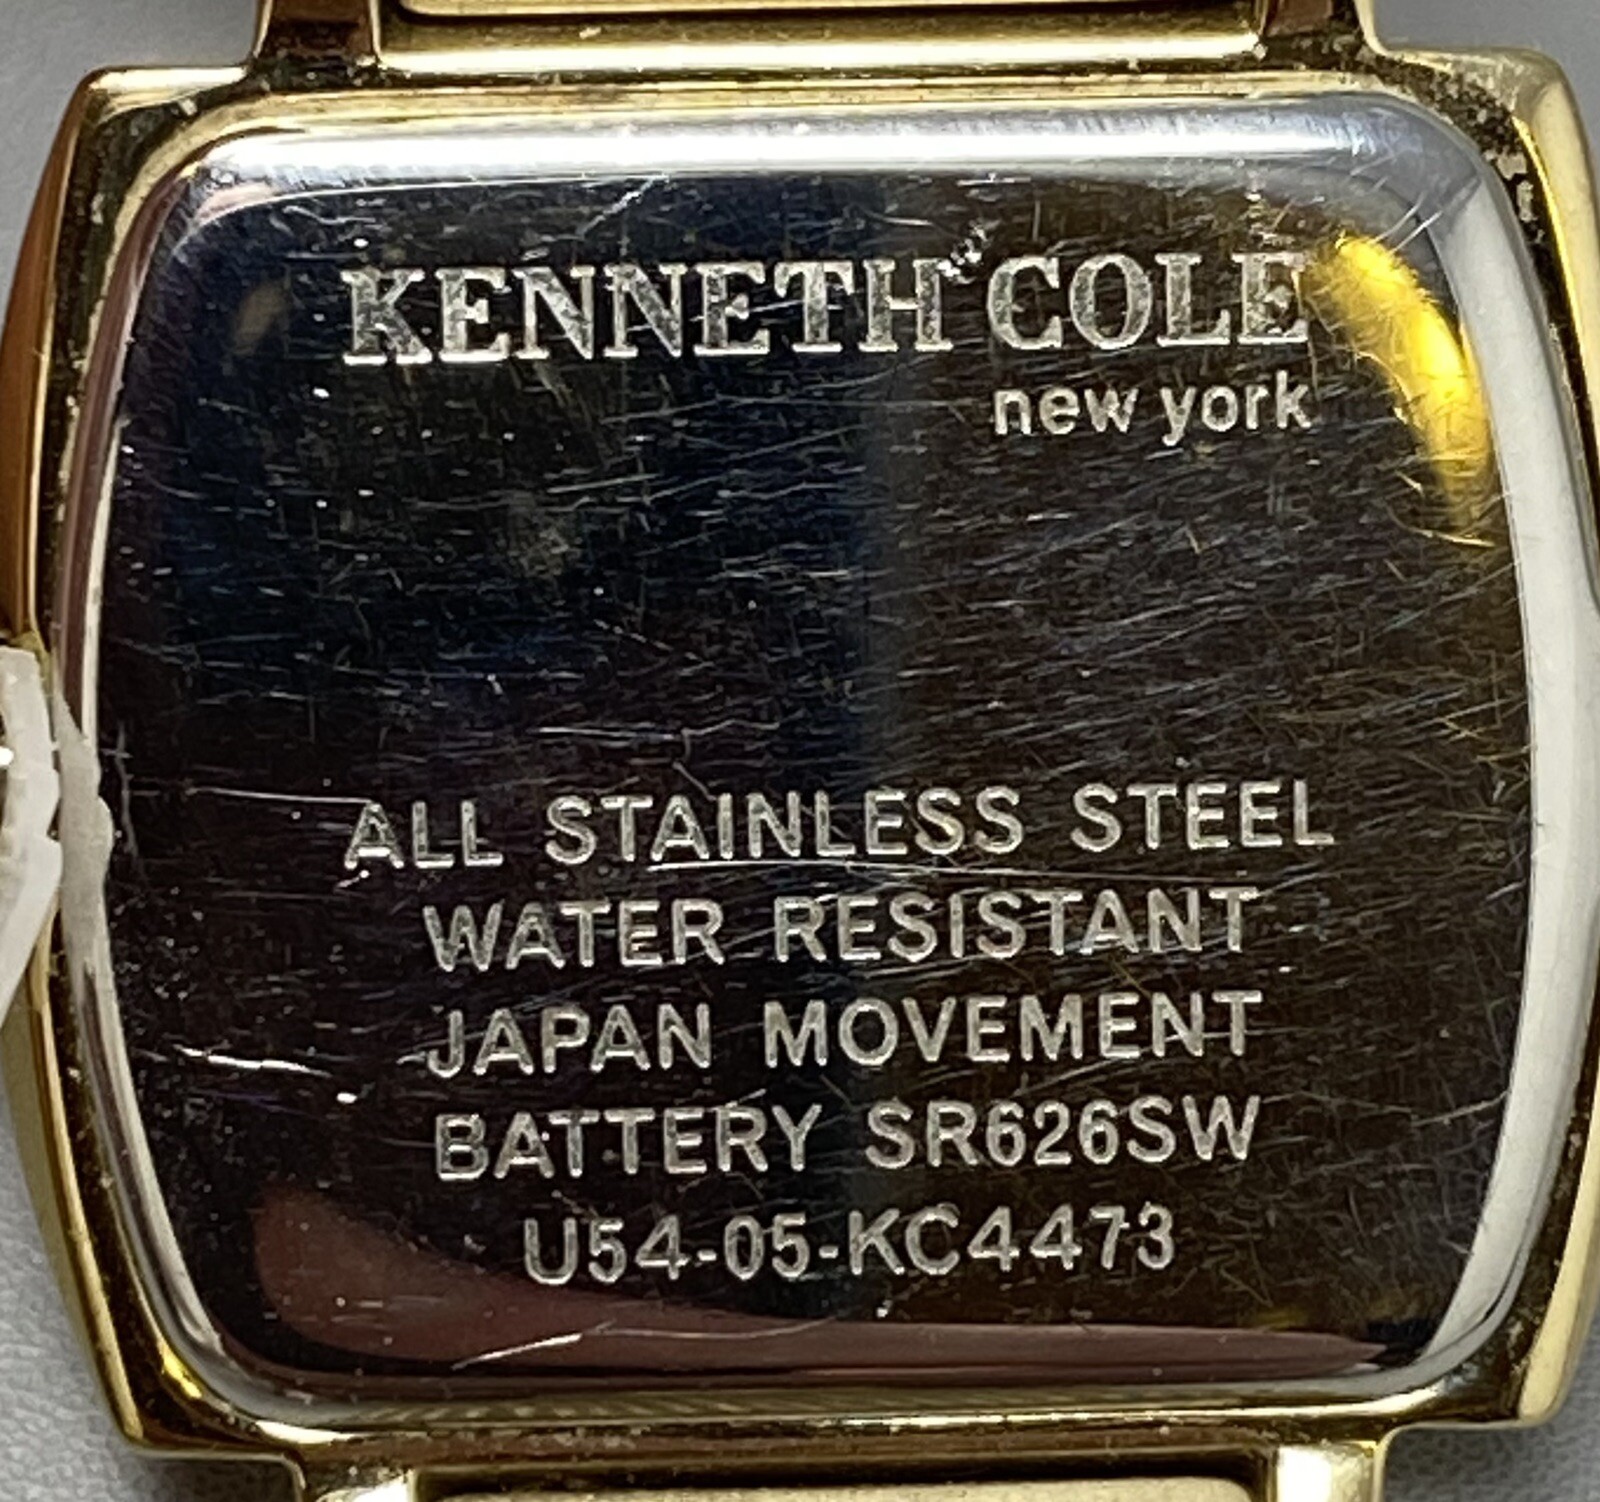 KENNETH COLE
new york
ALL STAINLESS STEEL
WATER RESISTANT
JAPAN MOVEMENT
BATTERY SR626SW
U54-05-KC4473